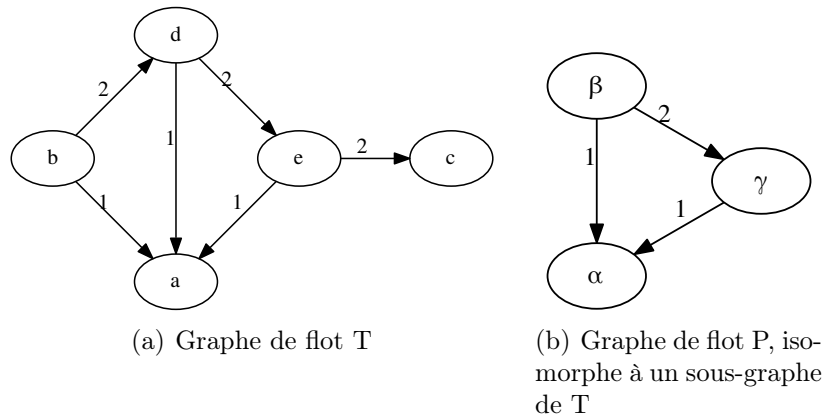 d
2
2
1
b
e
2
c
1
1
a
(a) Graphe de flot T
β
2
1
γ
1
α
(b) Graphe de flot P, iso-
morphe à un sous-graphe
de T